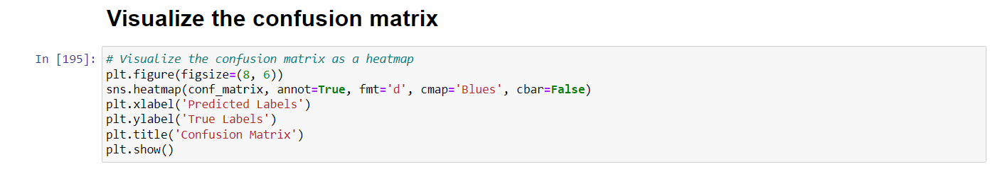 Visualize the confusion matrix
In [195]: # Visualize the confusion matrix as a heatmap
plt.figure(figsize=(8, 6))
sns.heatmap(conf_matrix, annot=True, fmt='d', cmap='Blues', cbar=False)
plt.xlabel('Predicted Labels')
plt.ylabel('True Labels')
plt.title('Confusion Matrix')
plt.show()